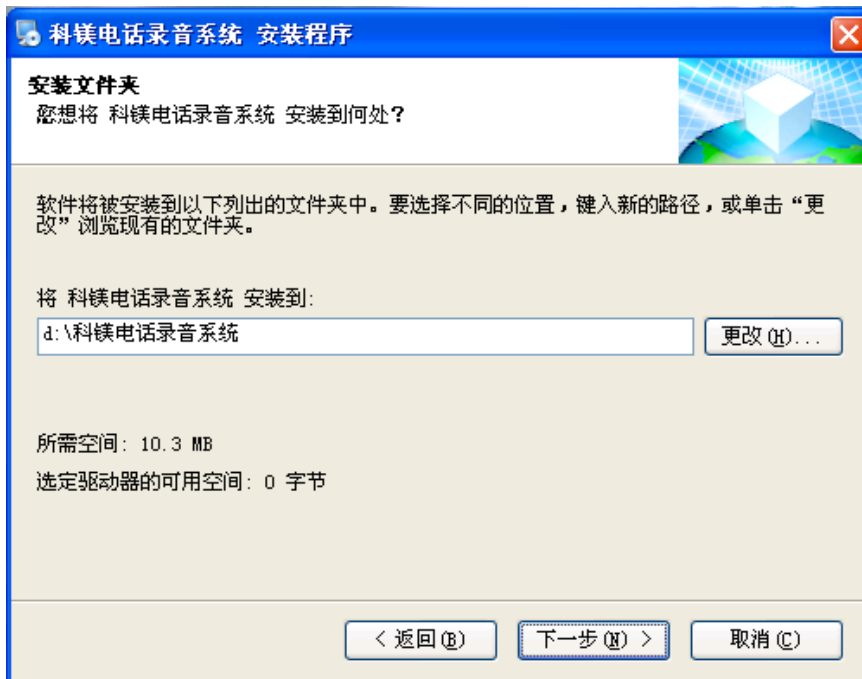 科镁电话录音系统 安装程序
安装文件夹
您想将 科镁电话录音系统 安装到何处?
软件将被安装到以下列出的文件夹中。要选择不同的位置，键入新的路径，或单击“更
改”浏览现有的文件夹。
将 科镁电话录音系统 安装到:
d:\科镁电话录音系统
更改(H)...
所需空间: 10.3 MB
选定驱动器的可用空间: 0 字节
< 返回(B)
下一步(N) >
取消(C)